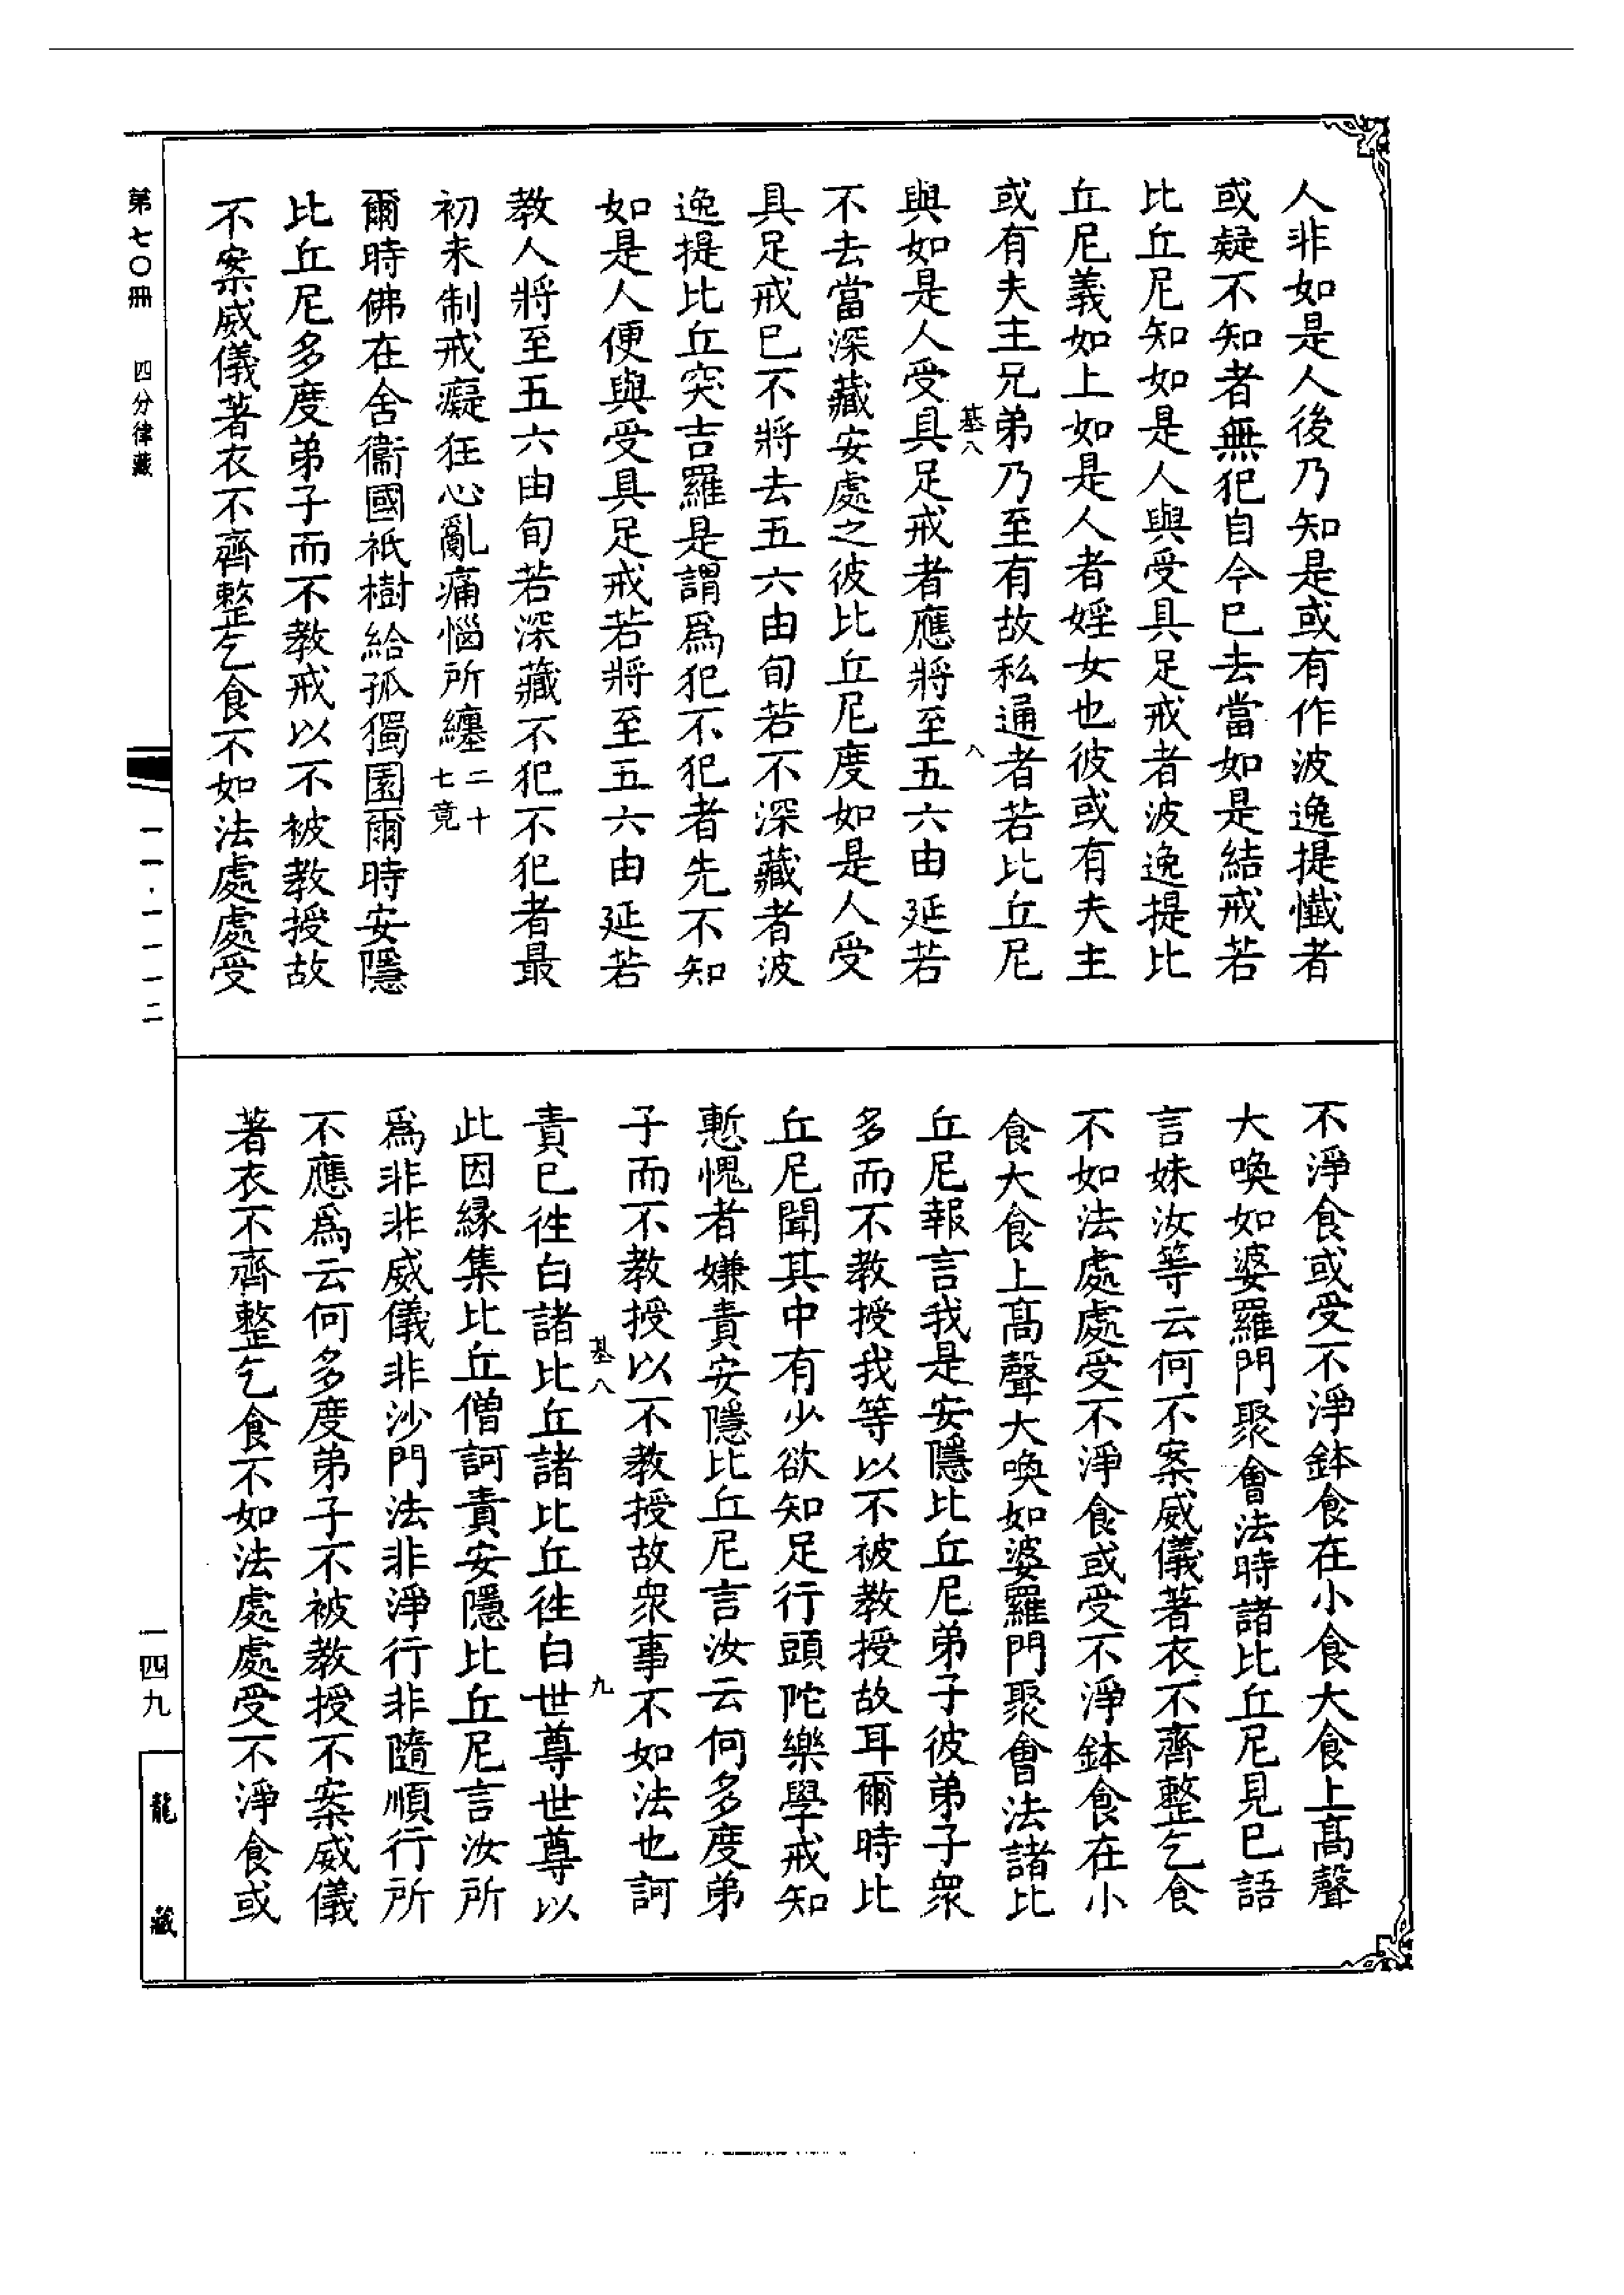 人非如是人後乃知是或有作波逸提懺者
或疑不知者無犯自今巳去當如是結戒若
比丘尼知如是人與受具足戒者波逸提比
丘尼義如上如是人者婬女也彼或有夫主
或有夫主兄弟乃至有故私通者若比丘尼
基八
八
與如是人受具足戒者應將至五六由延若
不去當深藏安處之彼比丘尼度如是人受
具足戒巳不將去五六由旬若不深藏者波
逸提比丘突吉羅是謂爲犯不犯者先不知
如是人便與受具足戒若將至五六由延若
教人將至五六由旬若深藏不犯不犯者最
初未制戒癡狂心亂痛惱所纏二十七竟
爾時佛在舍衞國祇樹給孤獨園爾時安隱
比丘尼多度弟子而不教戒以不被教授故
不案威儀著衣不齊整乞食不如法處處受
不淨食或受不淨鉢食在小食大食上高聲
大喚如婆羅門聚會法時諸比丘尼見巳語
言妹汝等云何不案威儀著衣不齊整乞食
不如法處處受不淨食或受不淨鉢食在小
食大食上高聲大喚如婆羅門聚會法諸比
丘尼報言我是安隱比丘尼弟子彼弟子衆
多而不教授我等以不被教授故耳爾時比
丘尼聞其中有少欲知足行頭陀樂學戒知
慙愧者嫌責安隱比丘尼言汝云何多度弟
子而不教授以不教授故衆事不如法也訶
基八
九
責巳徃白諸比丘諸比丘徃白世尊世尊以
此因縁集比丘僧訶責安隱比丘尼言汝所
爲非非威儀非沙門法非淨行非隨順行所
不應爲云何多度弟子不被教授不案威儀
著衣不齊整乞食不如法處處受不淨食或
第七〇冊
四分律藏
一一·一一一二
一四九
龍藏